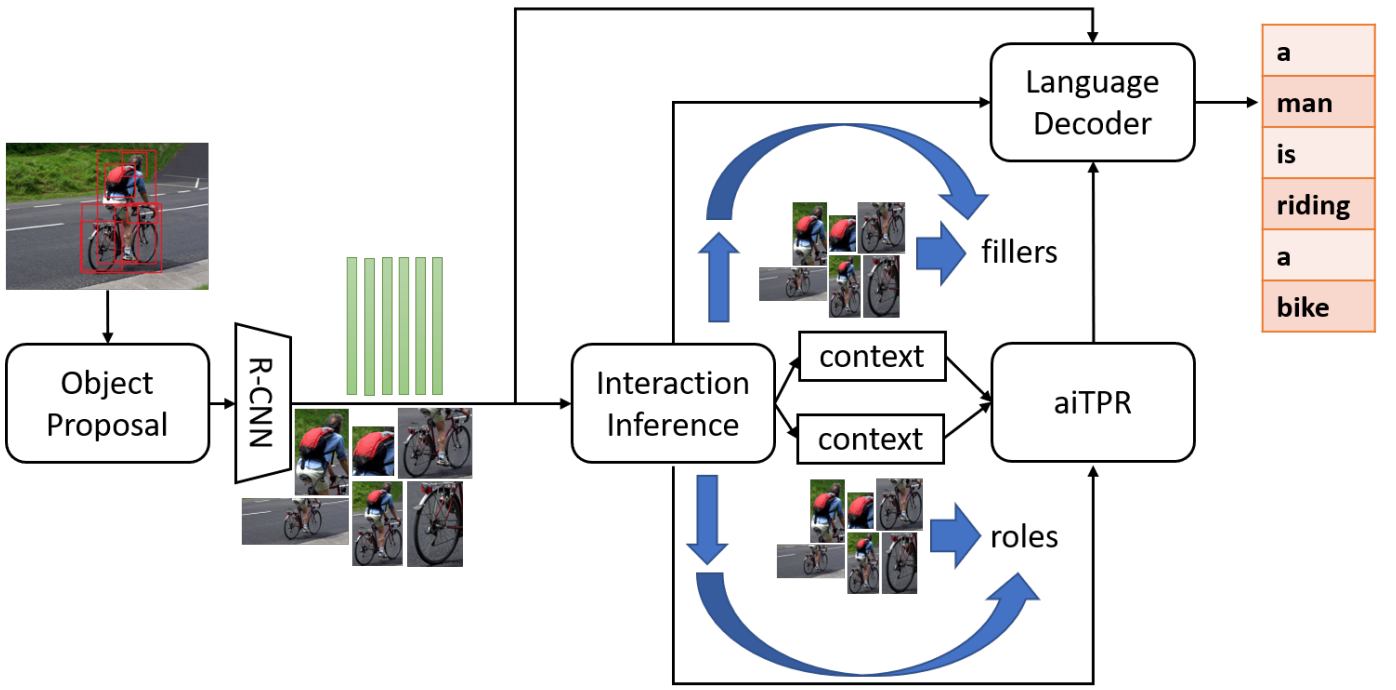 Object
Proposal
R-CNN
Interaction
Inference
context
context
fillers
roles
aiTPR
Language
Decoder
a
man
is
riding
a
bike